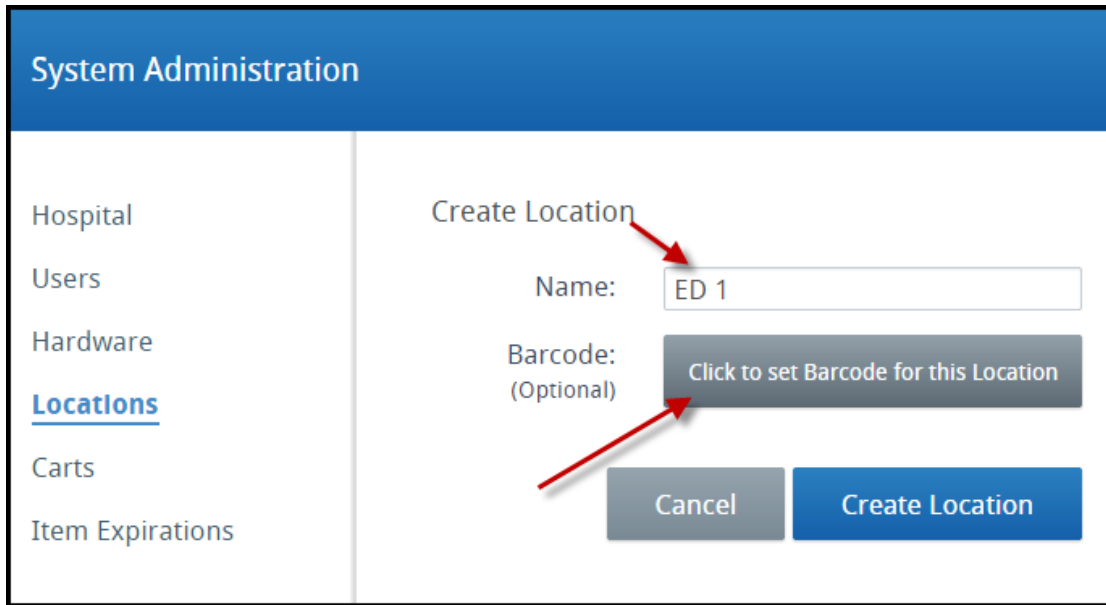 System Administration
Hospital
Users
Hardware
Locations
Carts
Item Expirations
Create Location
Name:
ED 1
Barcode:
(Optional)
Click to set Barcode for this Location
Cancel
Create Location